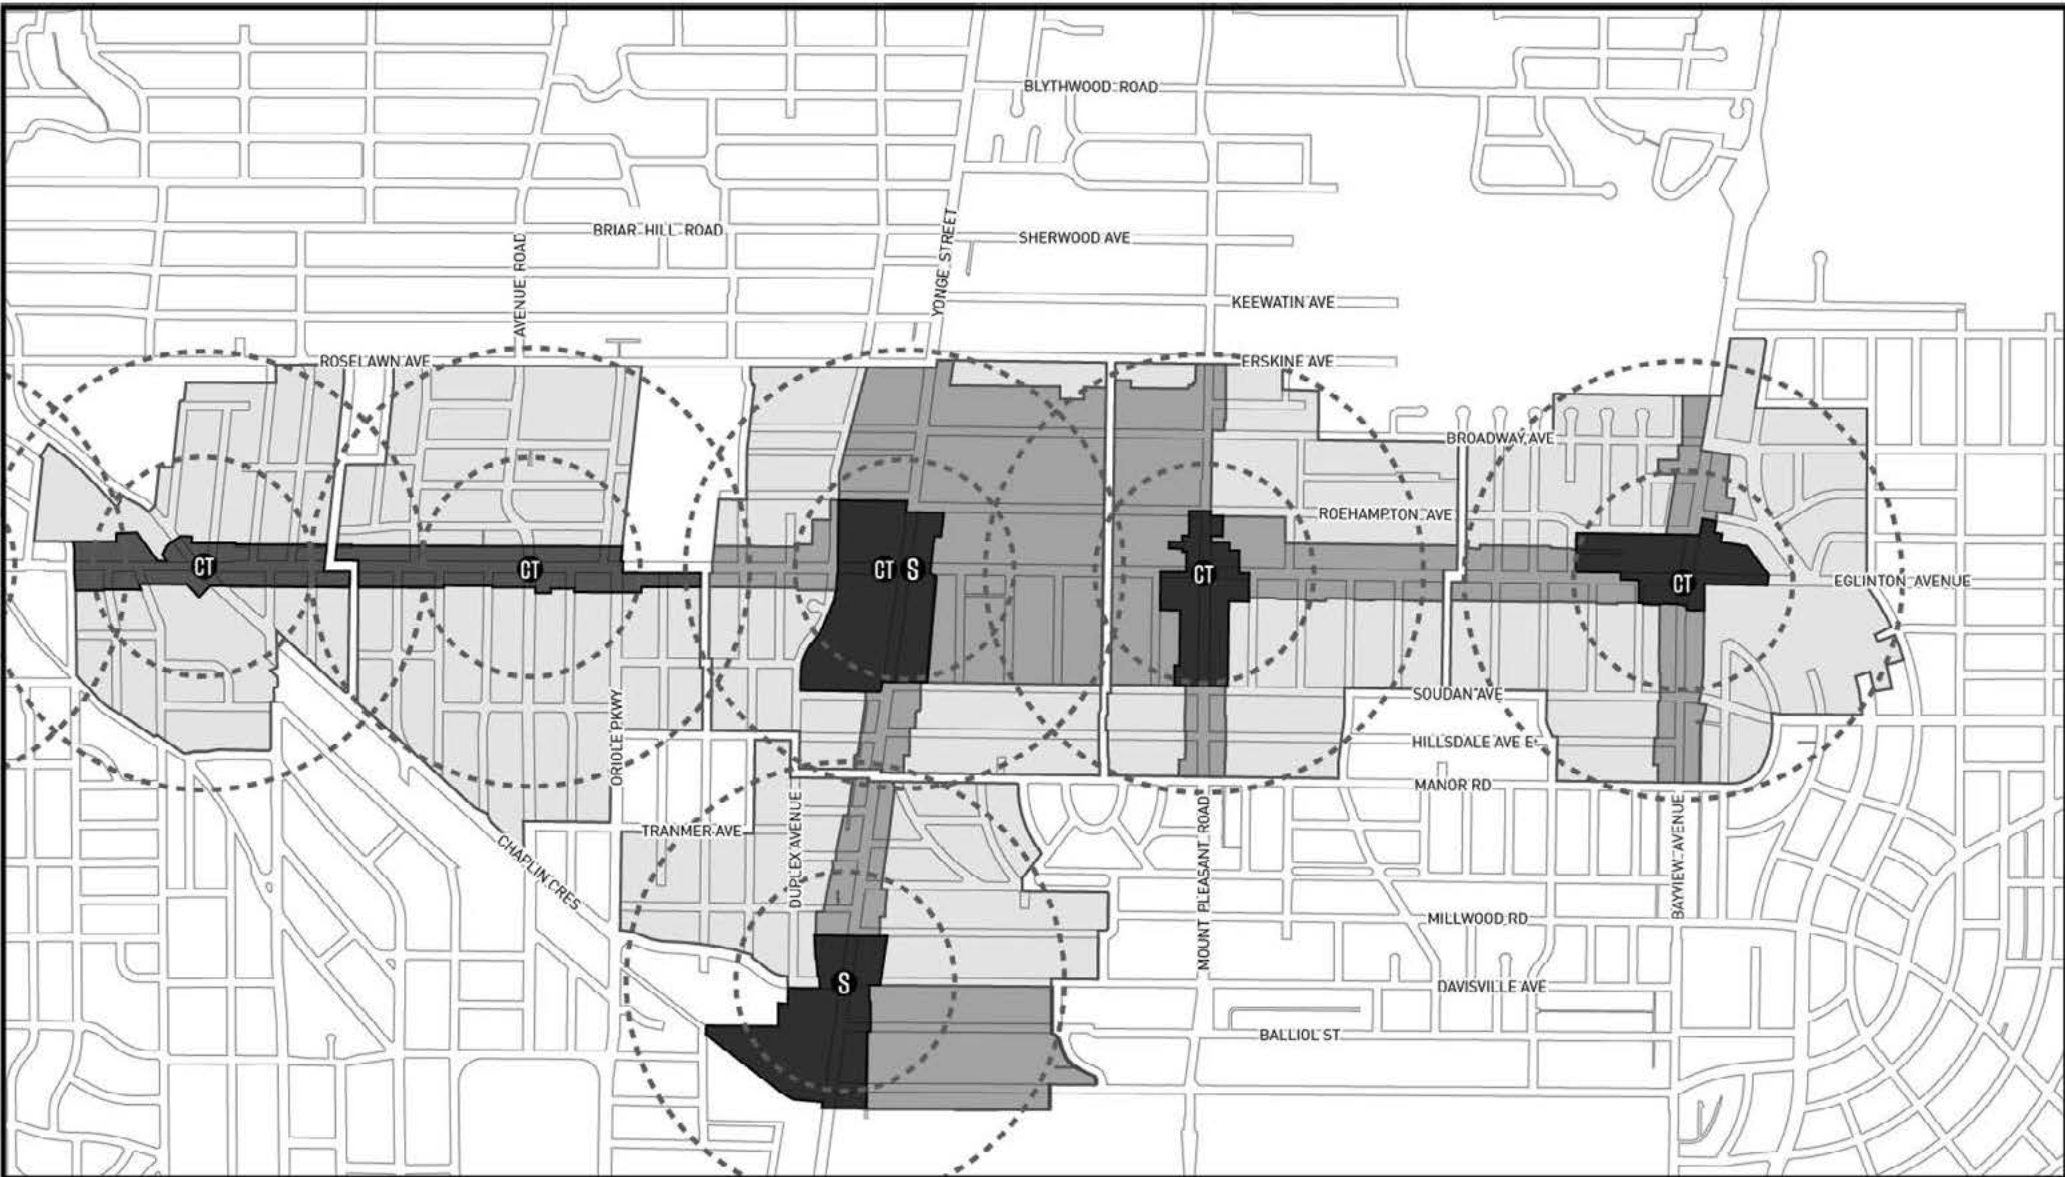 BLYTHWOOD ROAD
BRIAR HILL ROAD
SHERWOOD AVE
AVENUE ROAD
YONGE STREET
KEEWATIN AVE
ROSELAWN AVE
ERSKINE AVE
BROADWAY AVE
ROEHAMPTON AVE
CT
CT
CT S
CT
CT
EGLINTON AVENUE
SOUDAN AVE
ORIOLE PKWY
HILLSDALE AVE E
MANOR RD
TRANMER AVE
DUPLEX AVENUE
CHAPLIN CRES
MOUNT PLEASANT ROAD
BAYVIEW AVENUE
MILLWOOD RD
S
DAVISVILLE AVE
BALLIOL ST